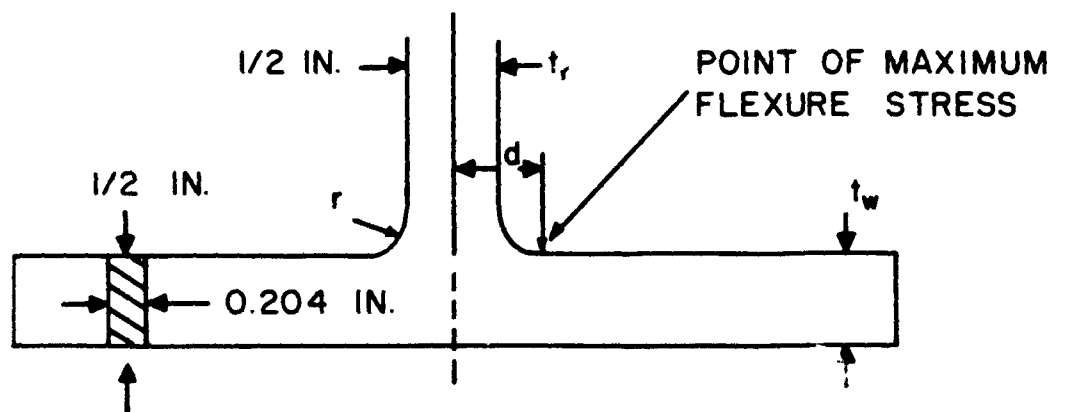 1/2 IN.
t_r
POINT OF MAXIMUM
FLEXURE STRESS
d
1/2 IN.
r
t_w
0.204 IN.